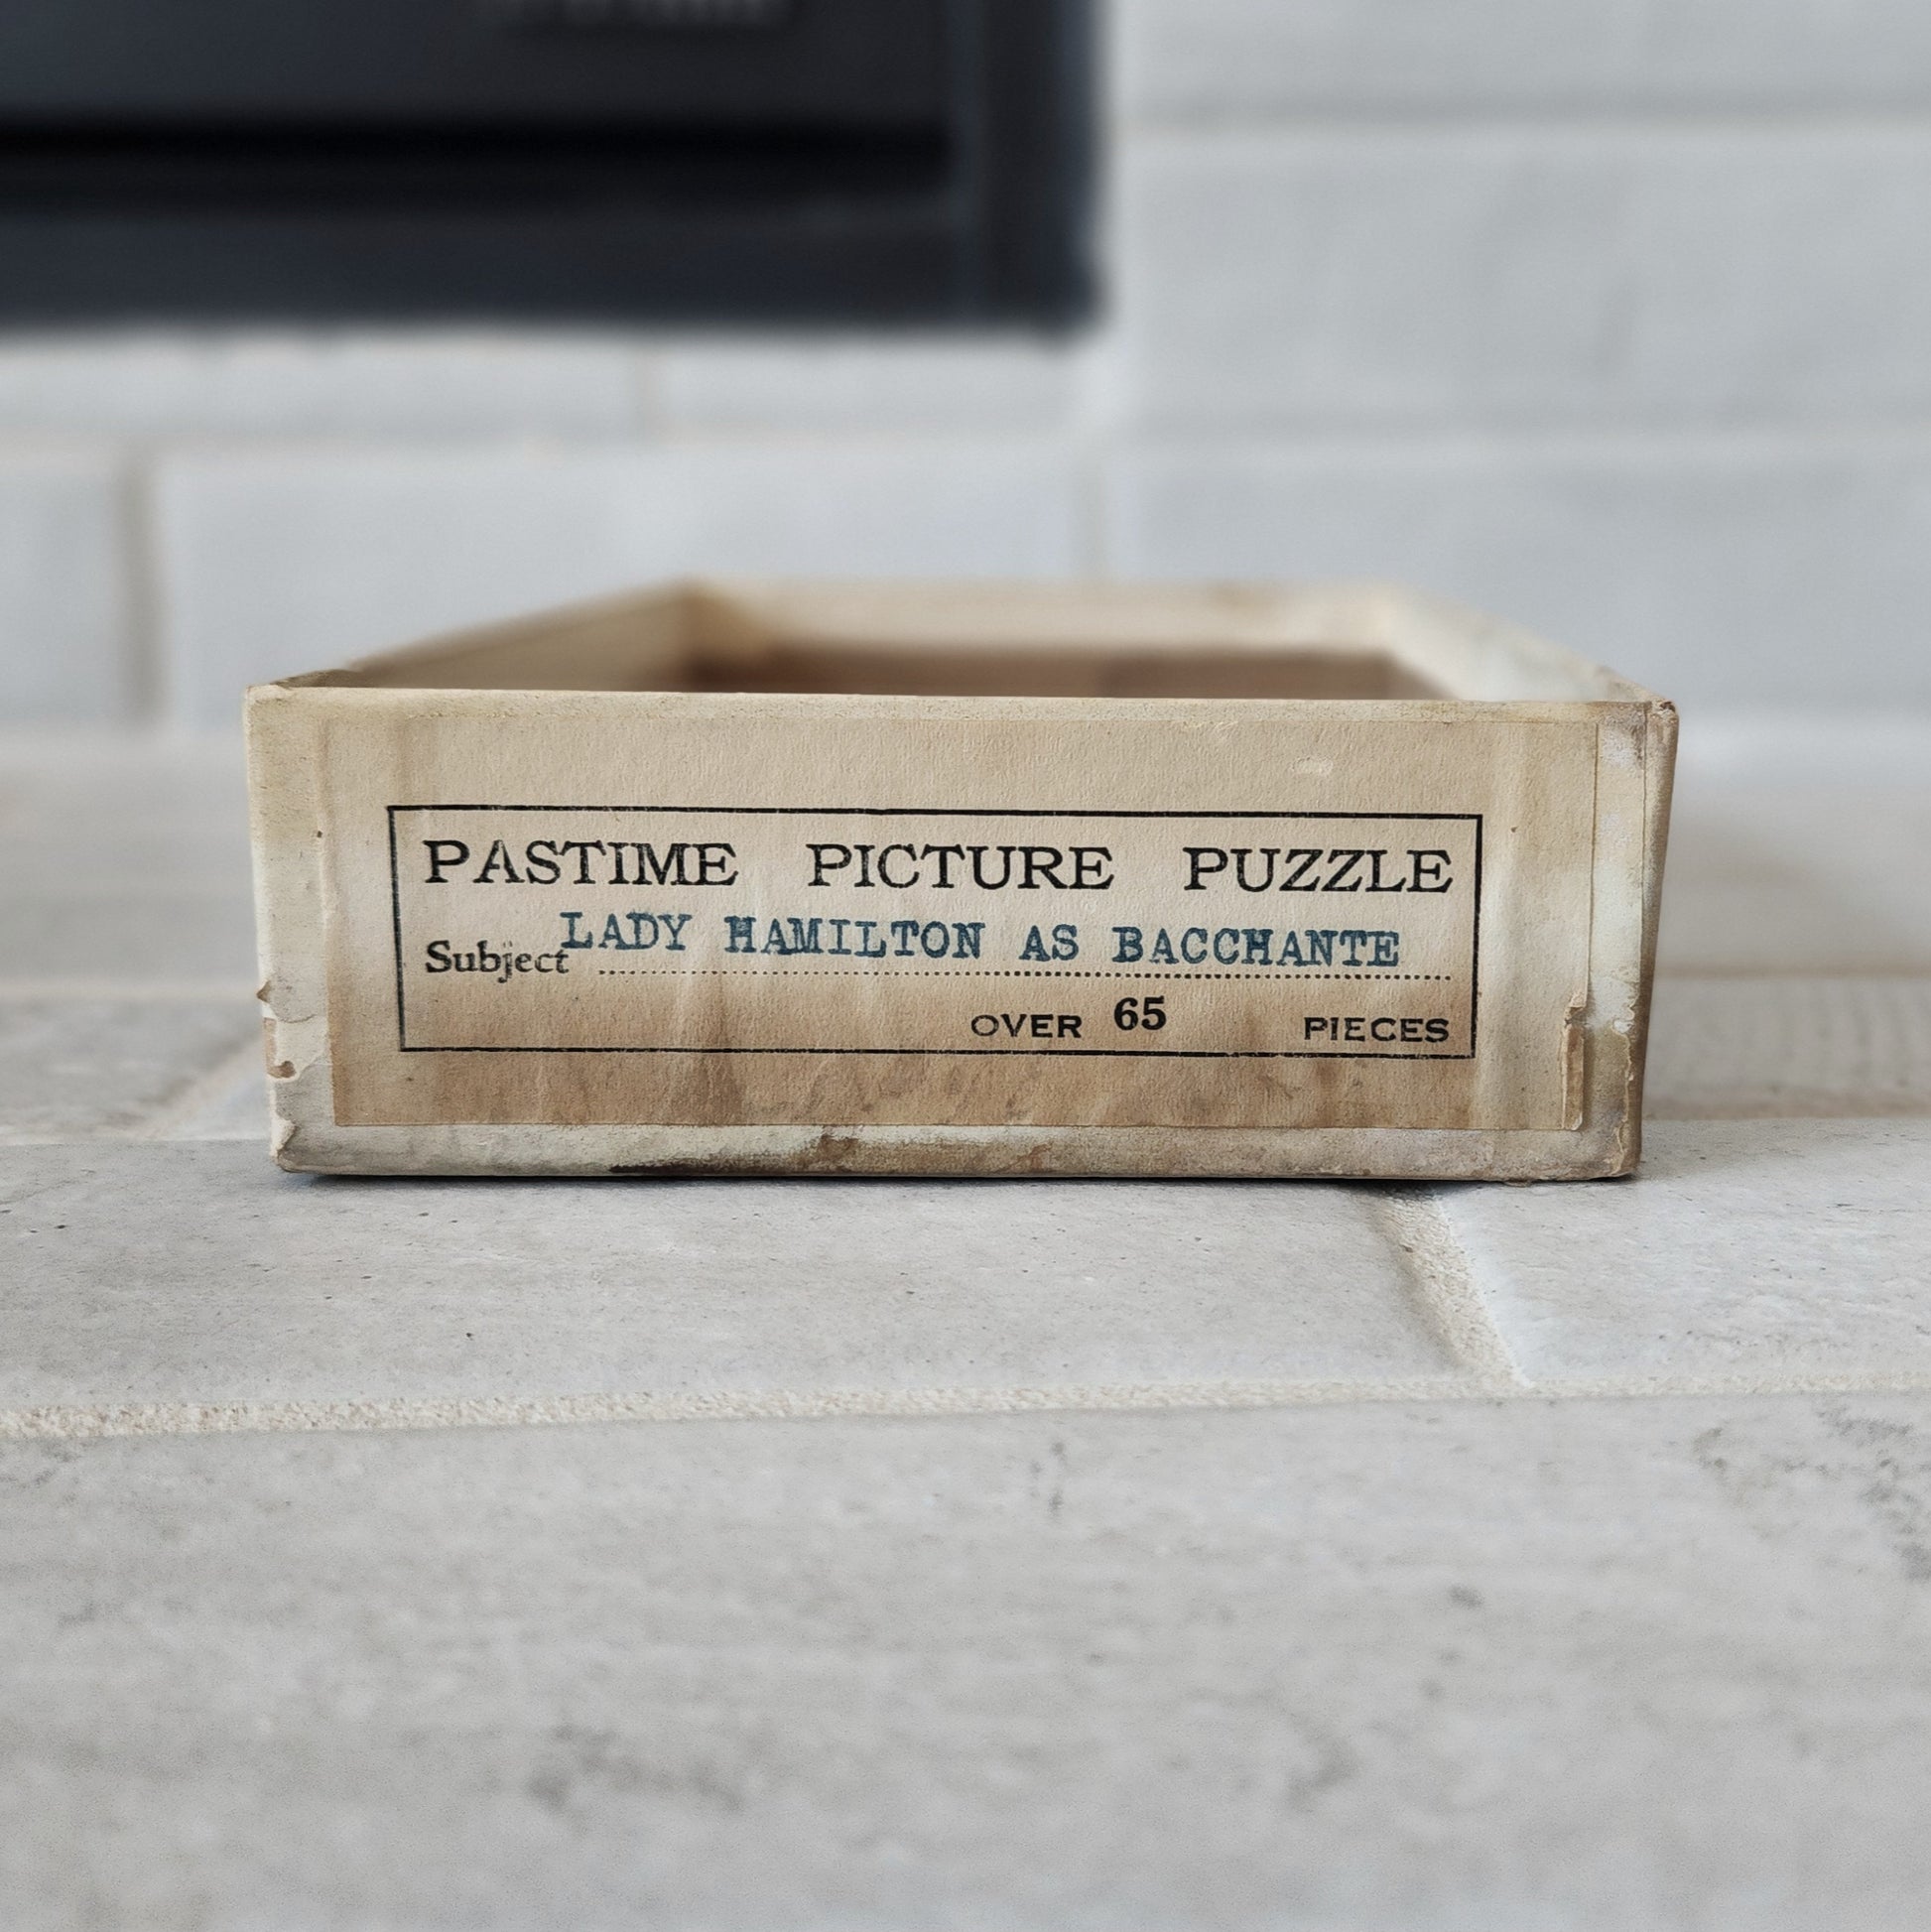 PASTIME PICTURE PUZZLE
Subject LADY HAMILTON AS BACCHANTE
OVER 65 PIECES